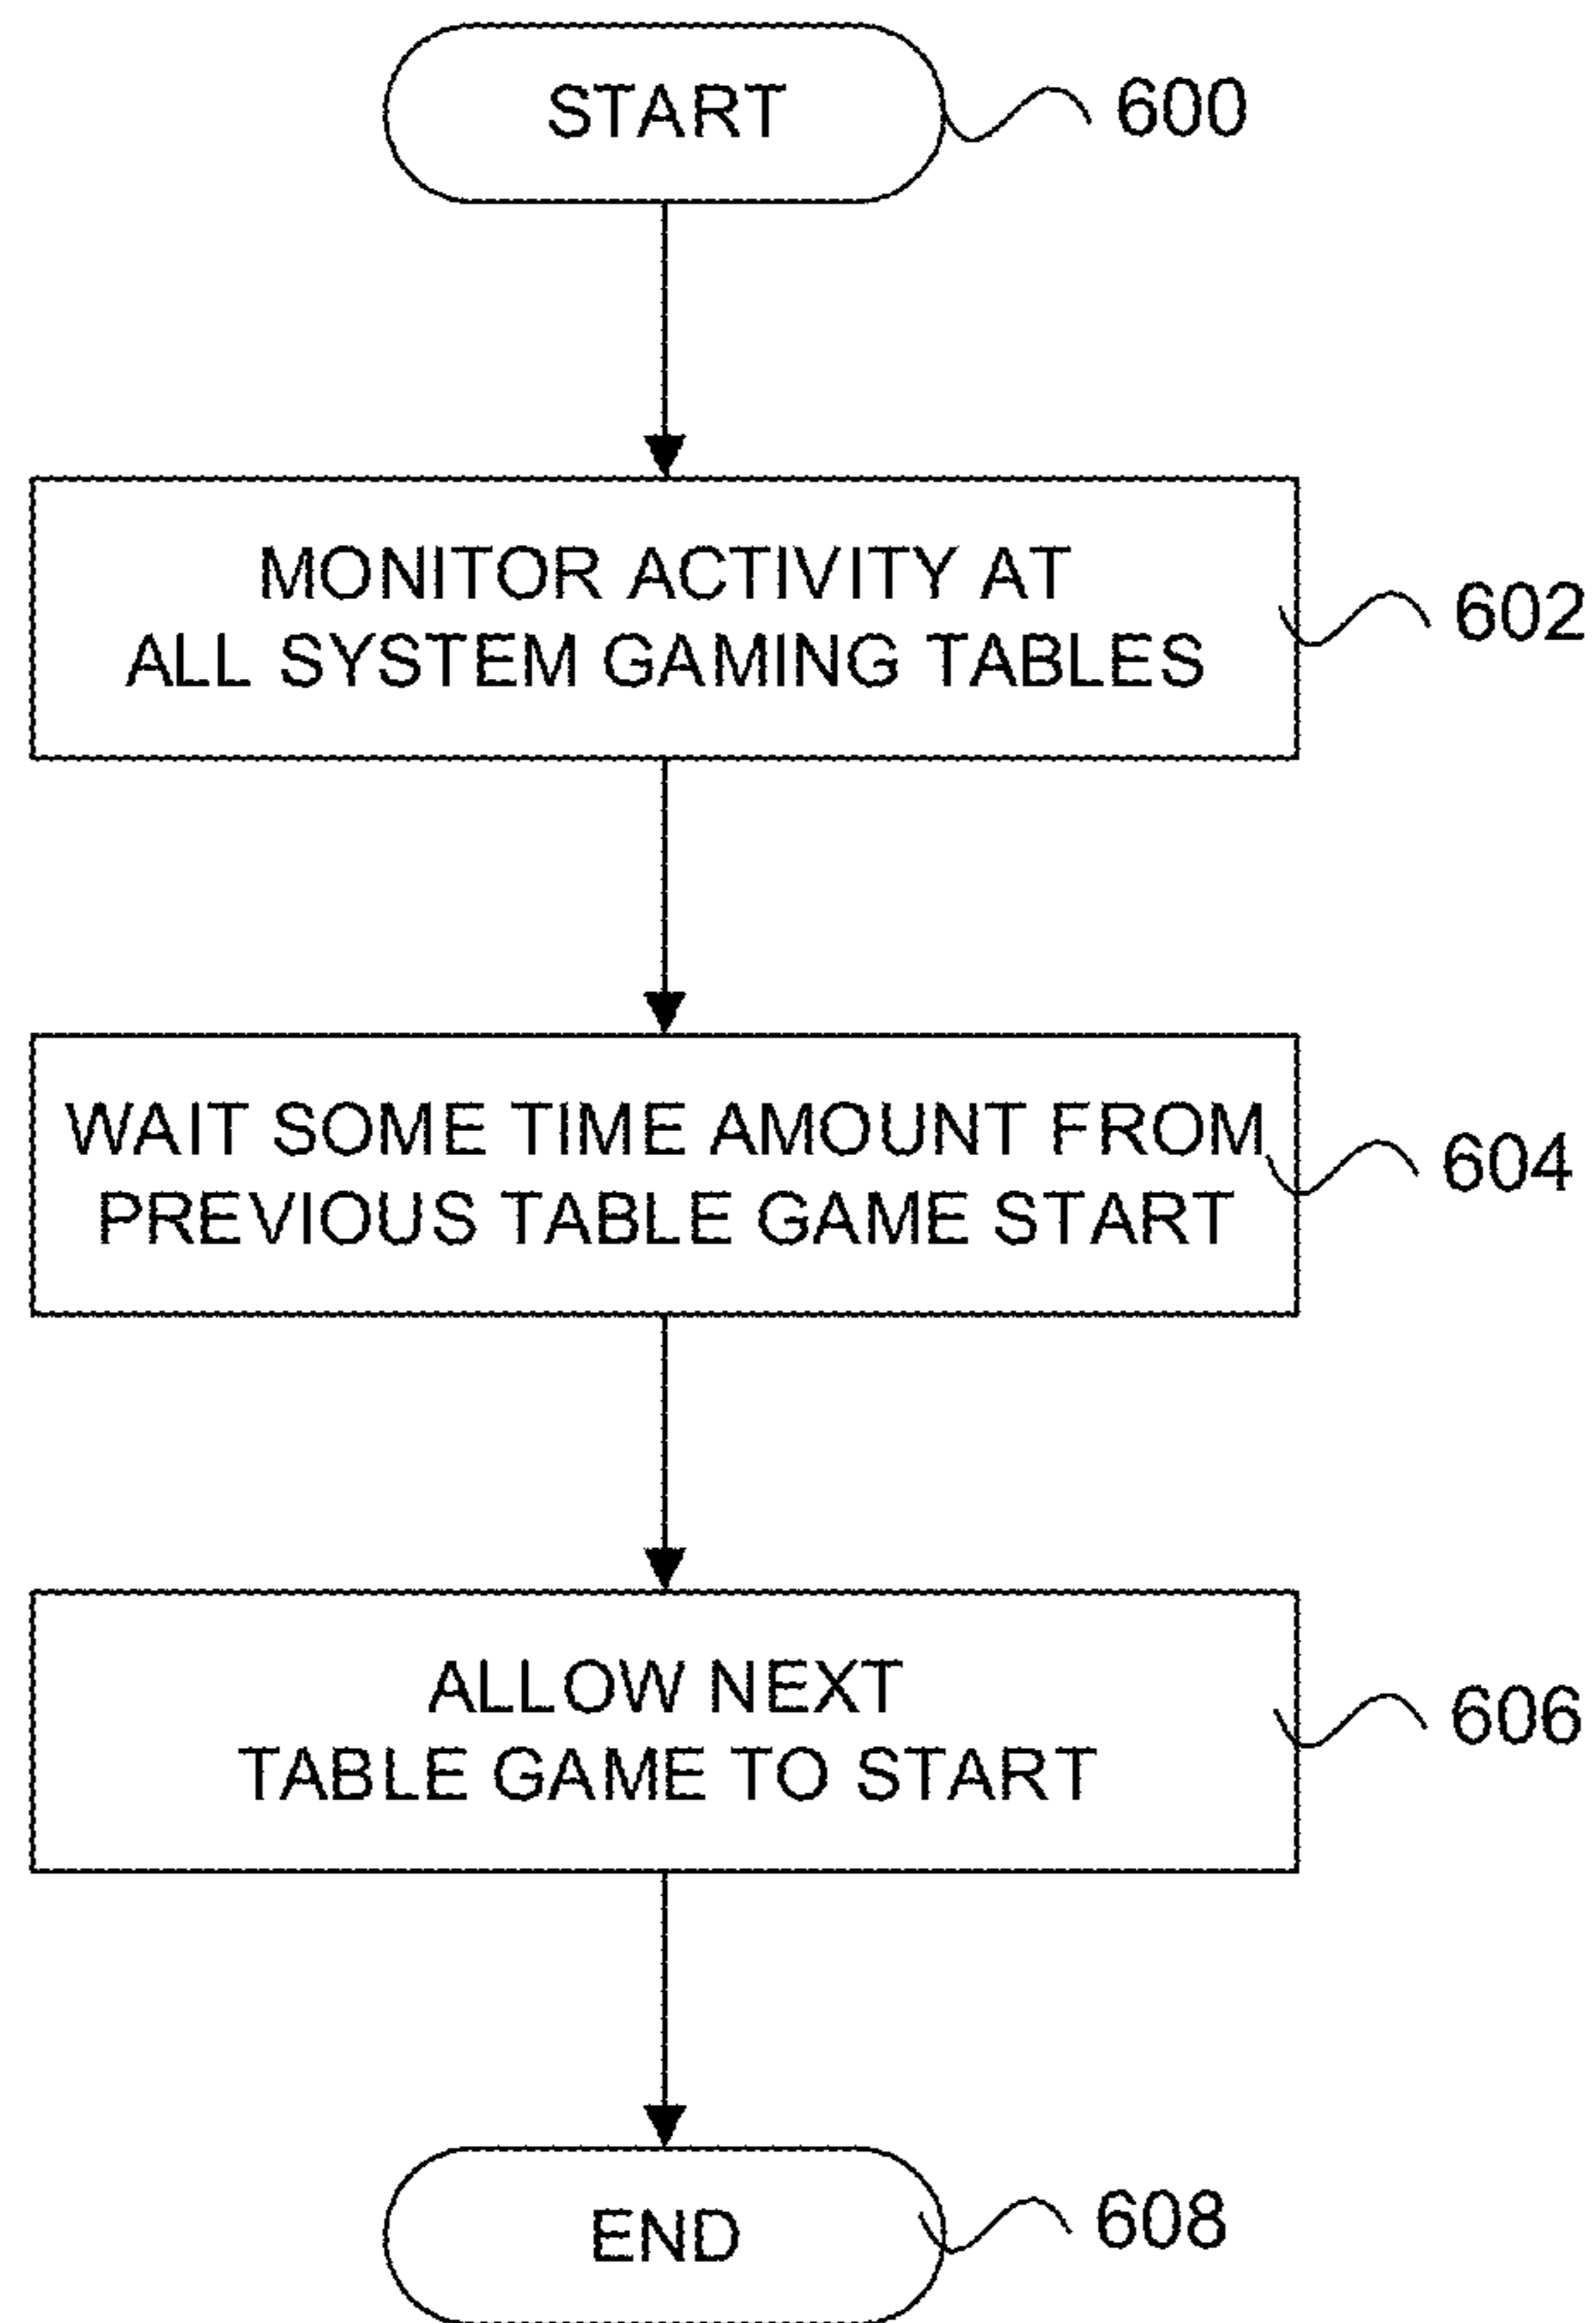 START
600
MONITOR ACTIVITY AT
ALL SYSTEM GAMING TABLES
602
WAIT SOME TIME AMOUNT FROM
PREVIOUS TABLE GAME START
604
ALLOW NEXT
TABLE GAME TO START
606
END
608